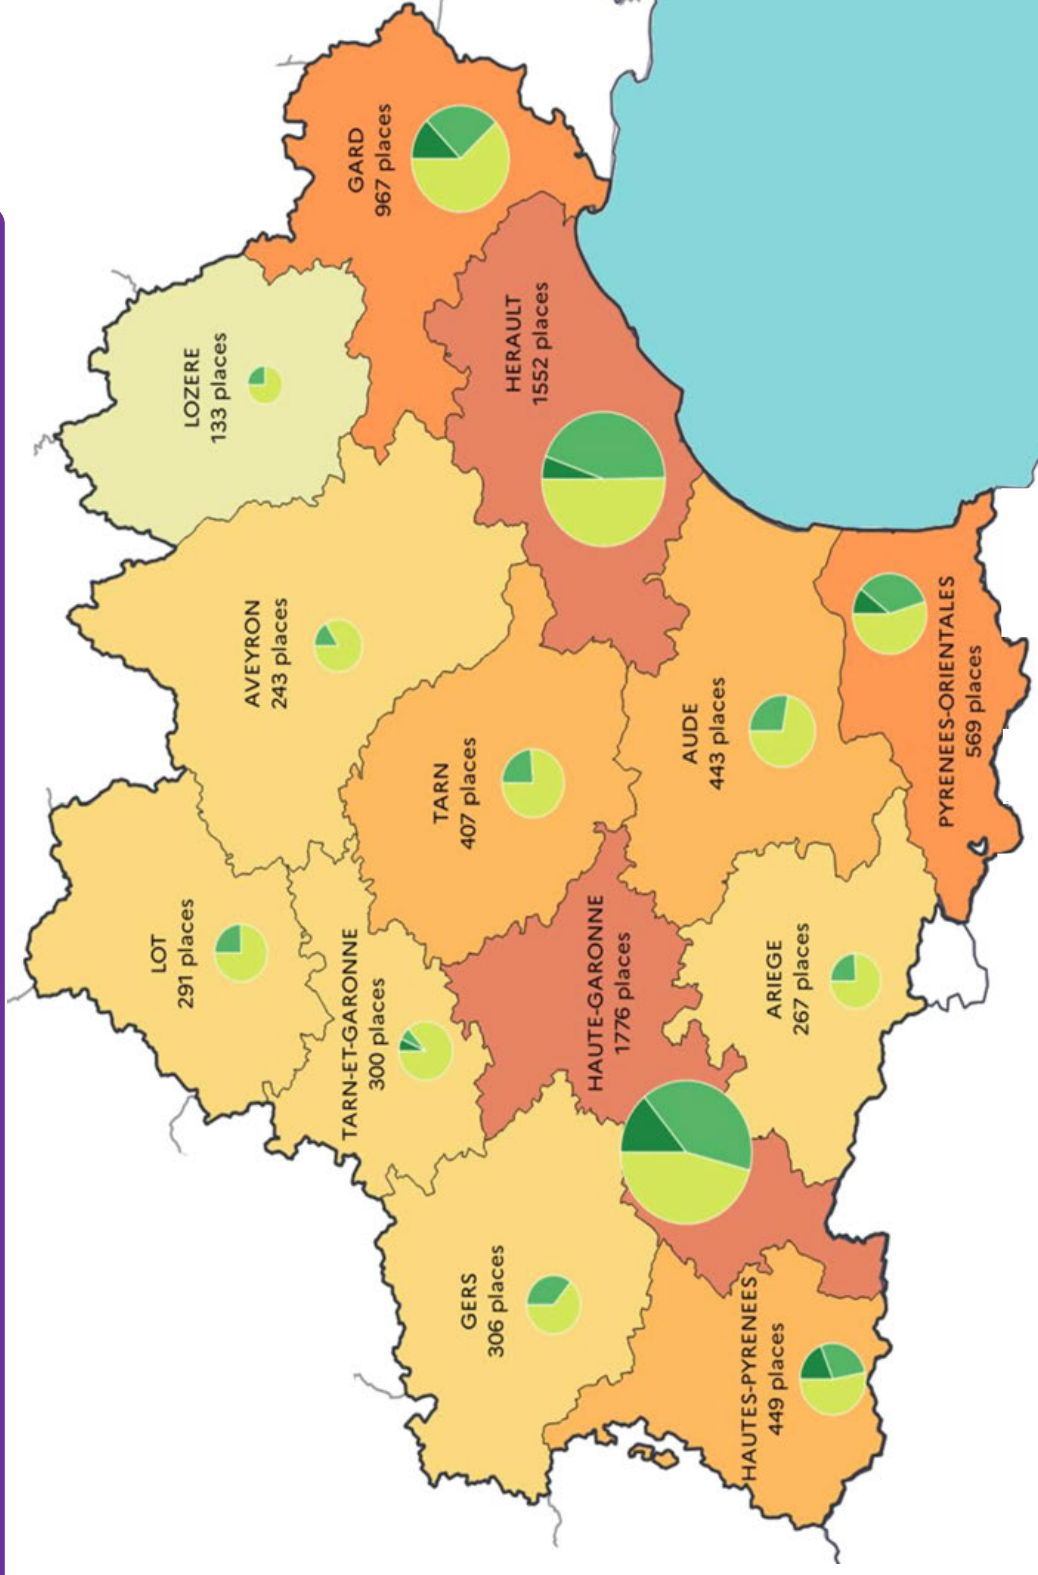 LOT
291 places
LOZERE
133 places
AVEYRON
243 places
TARN-ET-GARONNE
300 places
GARD
967 places
TARN
407 places
GERS
306 places
HERAULT
1552 places
HAUTE-GARONNE
1776 places
AUDE
443 places
HAUTES-PYRENEES
449 places
ARIEGE
267 places
PYRENEES-ORIENTALES
569 places